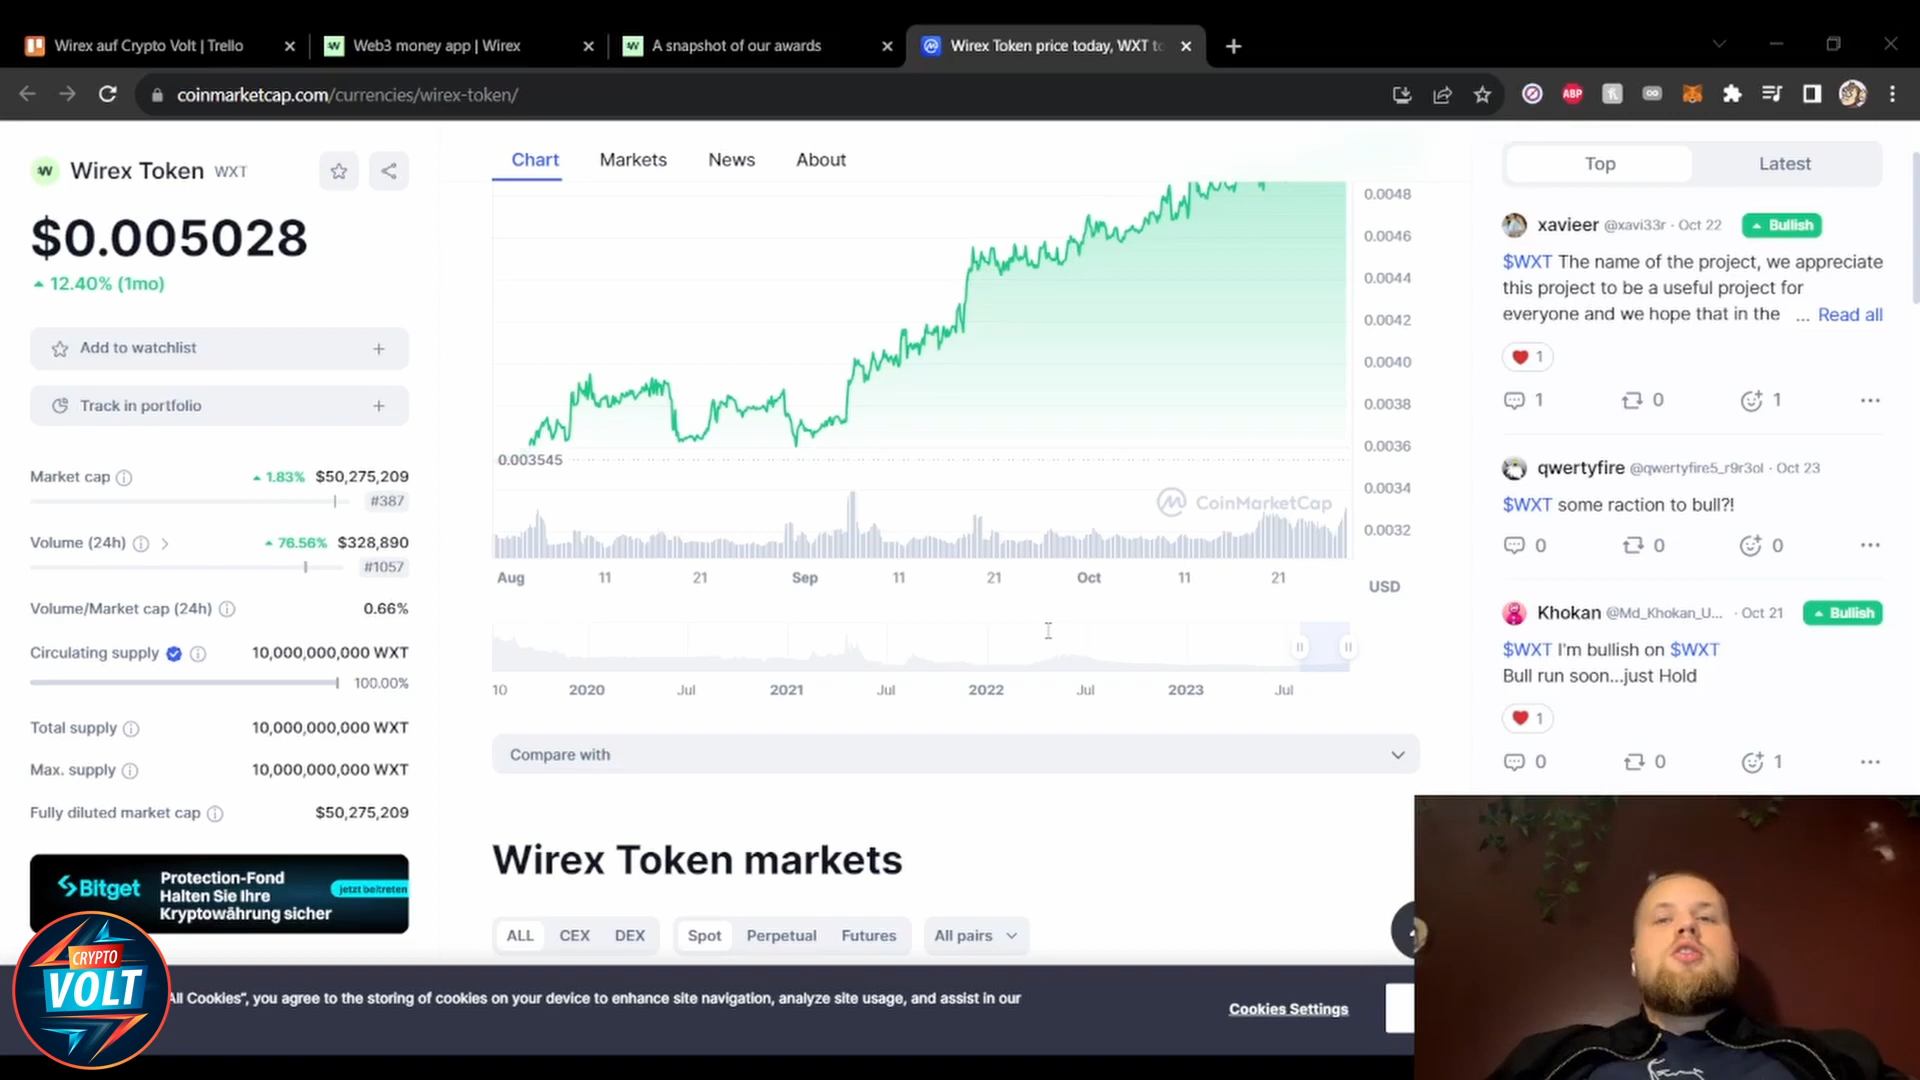 Wirex auf Crypto Volt | Trello
Web3 money app | Wirex
A snapshot of our awards
Wirex Token price today, WXT to
coinmarketcap.com/currencies/wirex-token/
ABP
Wirex Token WXT
$0.005028
12.40% (1mo)
Add to watchlist
Track in portfolio
Market cap 1.83% $50,275,209
#387
Volume (24h) 76.56% $328,890
#1057
Volume/Market cap (24h) 0.66%
Circulating supply 10,000,000,000 WXT
100.00%
Total supply 10,000,000,000 WXT
Max. supply 10,000,000,000 WXT
Fully diluted market cap $50,275,209
Bitget
Protection-Fond
Halten Sie Ihre
Kryptowährung sicher
jetzt beitreten
CRYPTO
VOLT
Chart Markets News About
0.0048
0.0046
0.0044
0.0042
0.0040
0.0038
0.0036
0.0034
0.0032
0.003545
CoinMarketCap
Aug 11 21 Sep 11 21 Oct 11 21
USD
10 2020 Jul 2021 Jul 2022 Jul 2023 Jul
Compare with
Wirex Token markets
ALL CEX DEX Spot Perpetual Futures All pairs
All Cookies", you agree to the storing of cookies on your device to enhance site navigation, analyze site usage, and assist in our
Cookies Settings
Top Latest
xavieer @xavi33r · Oct 22 Bullish
$WXT The name of the project, we appreciate
this project to be a useful project for
everyone and we hope that in the ... Read all
1
1 0 1
qwertyfire @qwertyfire5_r9r3ol · Oct 23
$WXT some raction to bull?!
0 0 0
Khokan @Md_Khokan_U... · Oct 21 Bullish
$WXT I'm bullish on $WXT
Bull run soon...just Hold
1
0 0 1